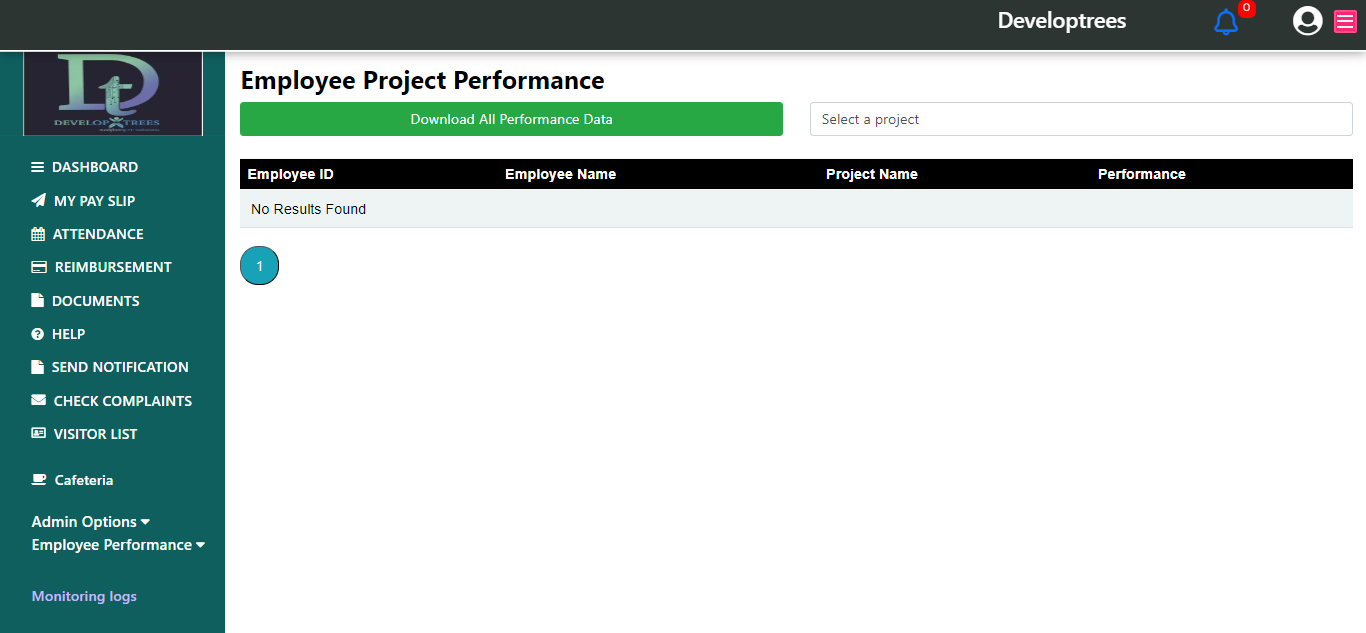 Developtrees
0
Dt
DEVELOP TREES
DASHBOARD
MY PAY SLIP
ATTENDANCE
REIMBURSEMENT
DOCUMENTS
HELP
SEND NOTIFICATION
CHECK COMPLAINTS
VISITOR LIST
Cafeteria
Admin Options
Employee Performance
Monitoring logs
Employee Project Performance
Download All Performance Data
Select a project
Employee ID Employee Name Project Name Performance
No Results Found
1